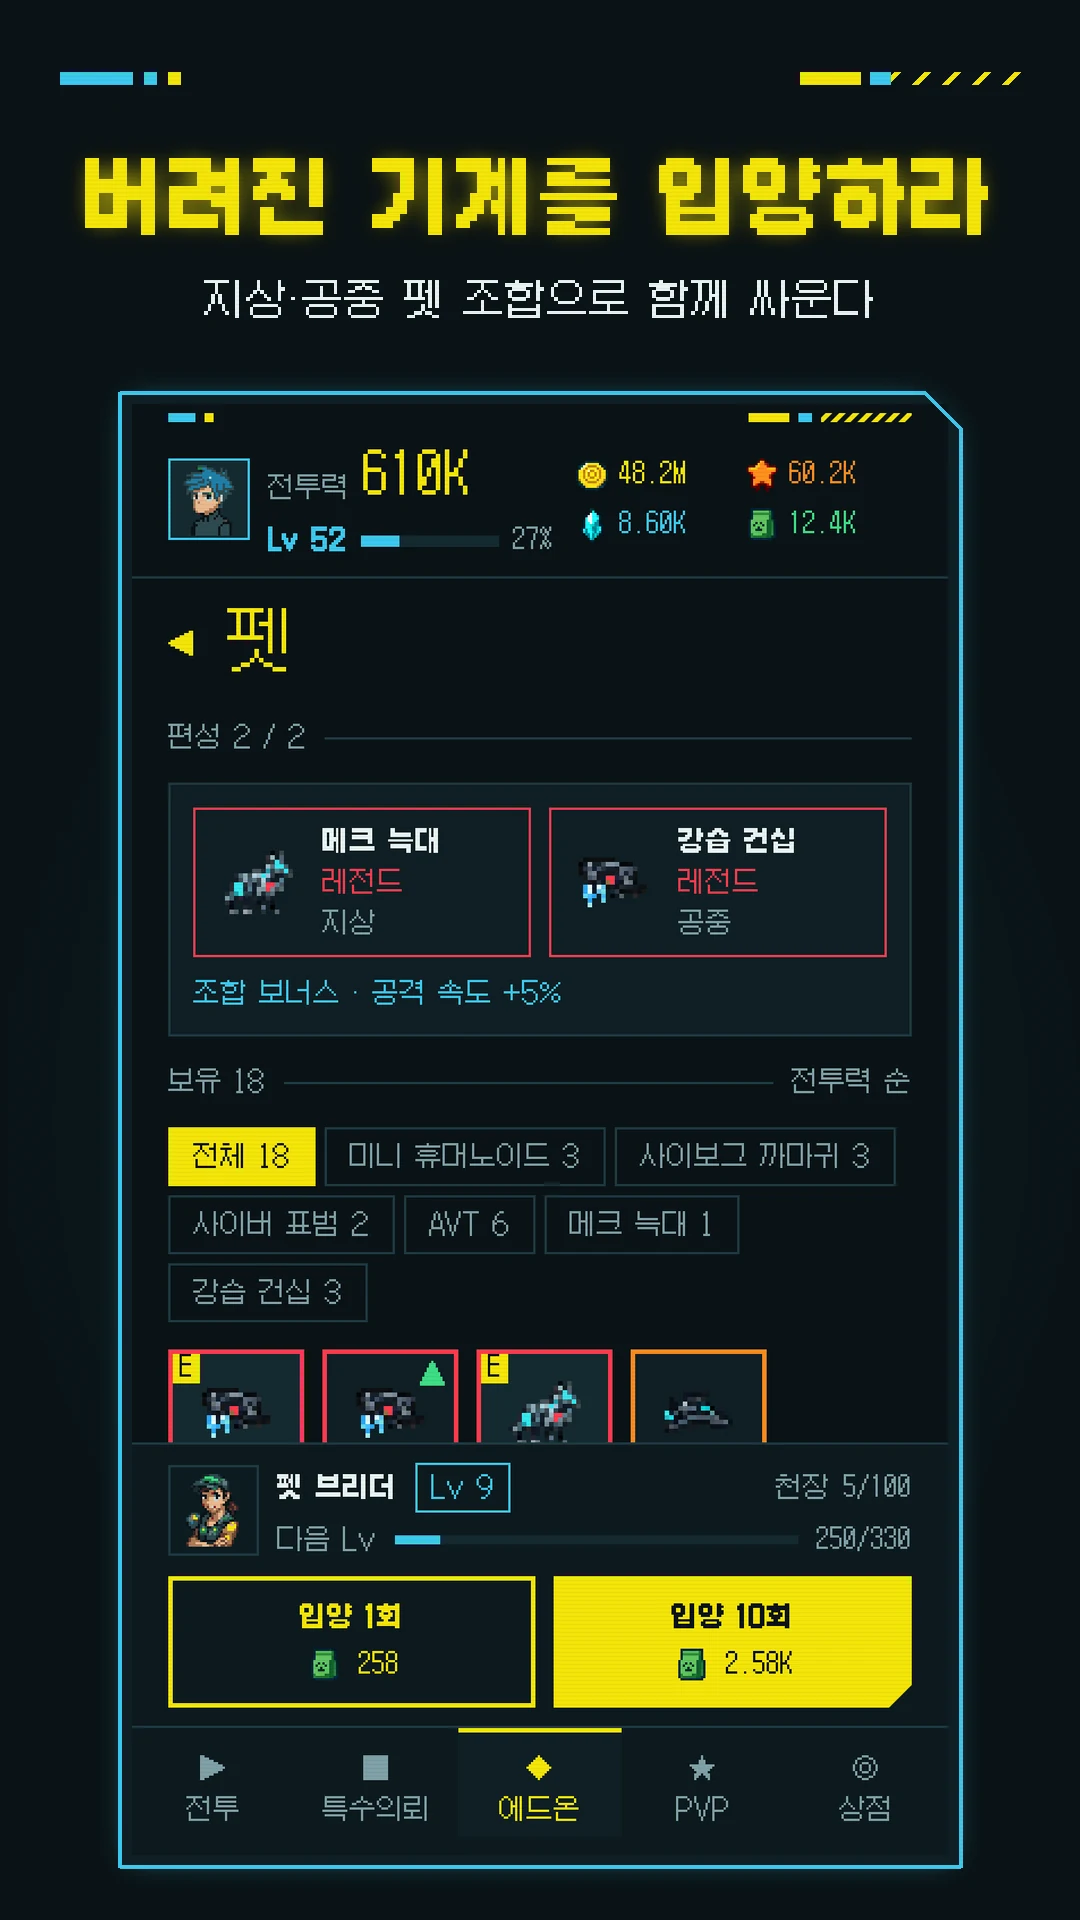 버려진 기계를 입양하라
지상·공중 펫 조합으로 함께 싸운다
전투력 610K
48.2M
60.2K
Lv 52
27%
8.60K
12.4K
펫
편성 2 / 2
메크 늑대
레전드
지상
강습 건십
레전드
공중
조합 보너스 · 공격 속도 +5%
보유 18
전투력 순
전체 18
미니 휴머노이드 3
사이보그 까마귀 3
사이버 표범 2
AVT 6
메크 늑대 1
강습 건십 3
E
E
펫 브리더
Lv 9
천장 5/100
다음 Lv
250/330
입양 1회
258
입양 10회
2.58K
전투
특수의뢰
에드온
PVP
상점